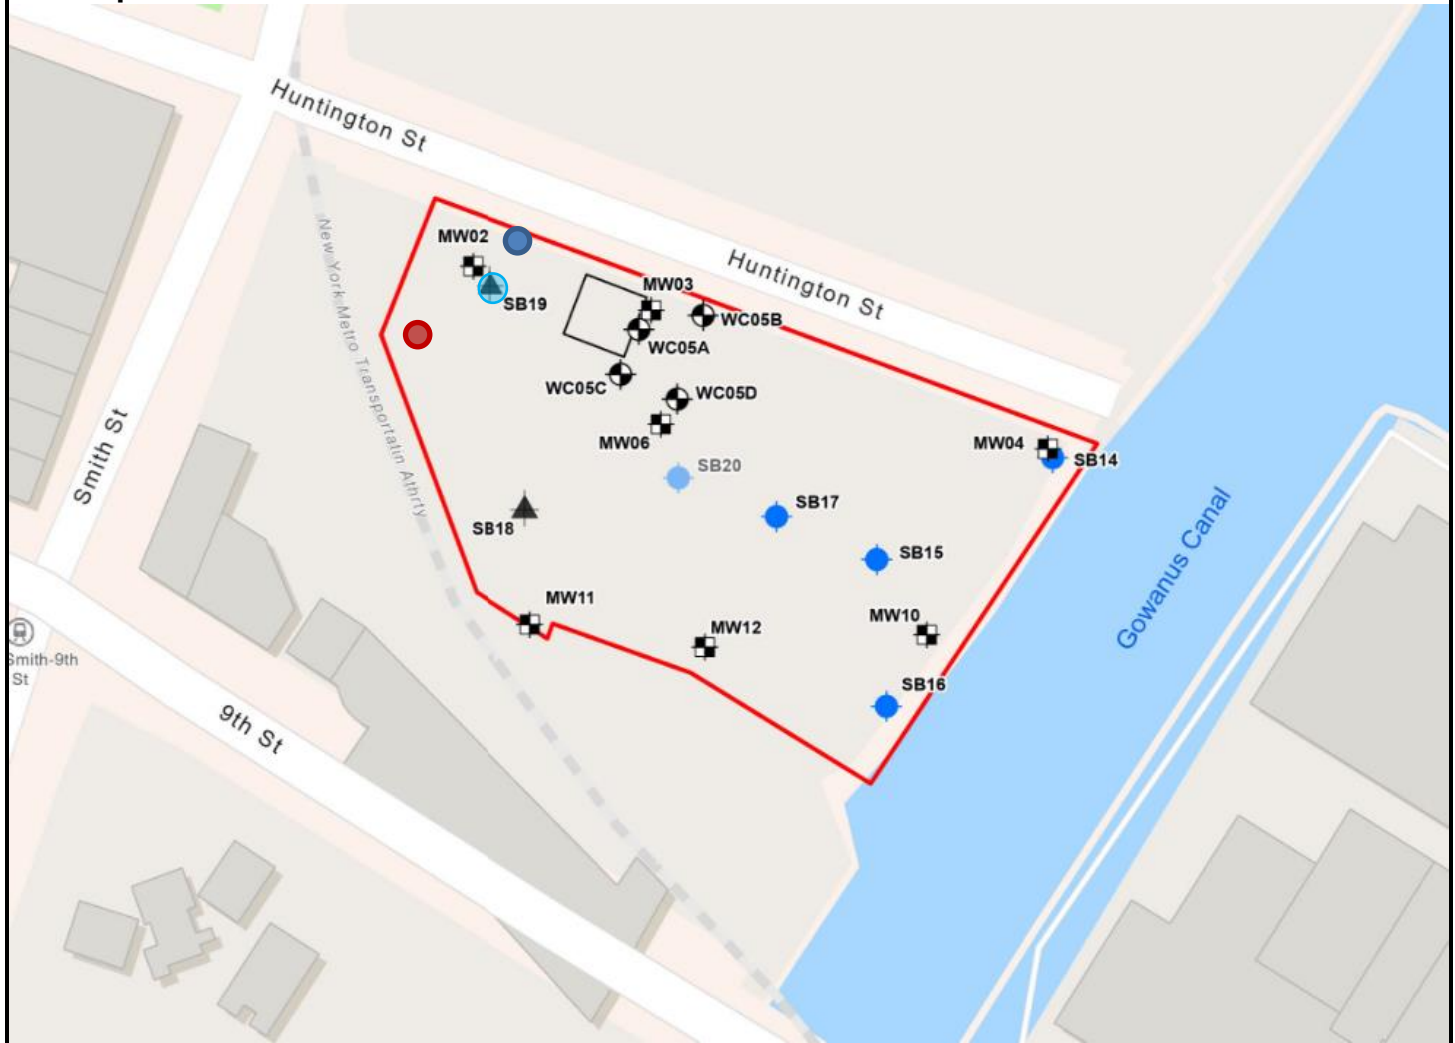 Huntington St
New York Metro Transportatin Athrty
MW02
SB19
MW03
Huntington St
WC05B
WC05A
WC05C
WC05D
MW06
MW04
SB14
SB20
SB17
SB18
SB15
Smith St
MW11
MW12
MW10
Gowanus Canal
SB16
Smith-9th
St
9th St